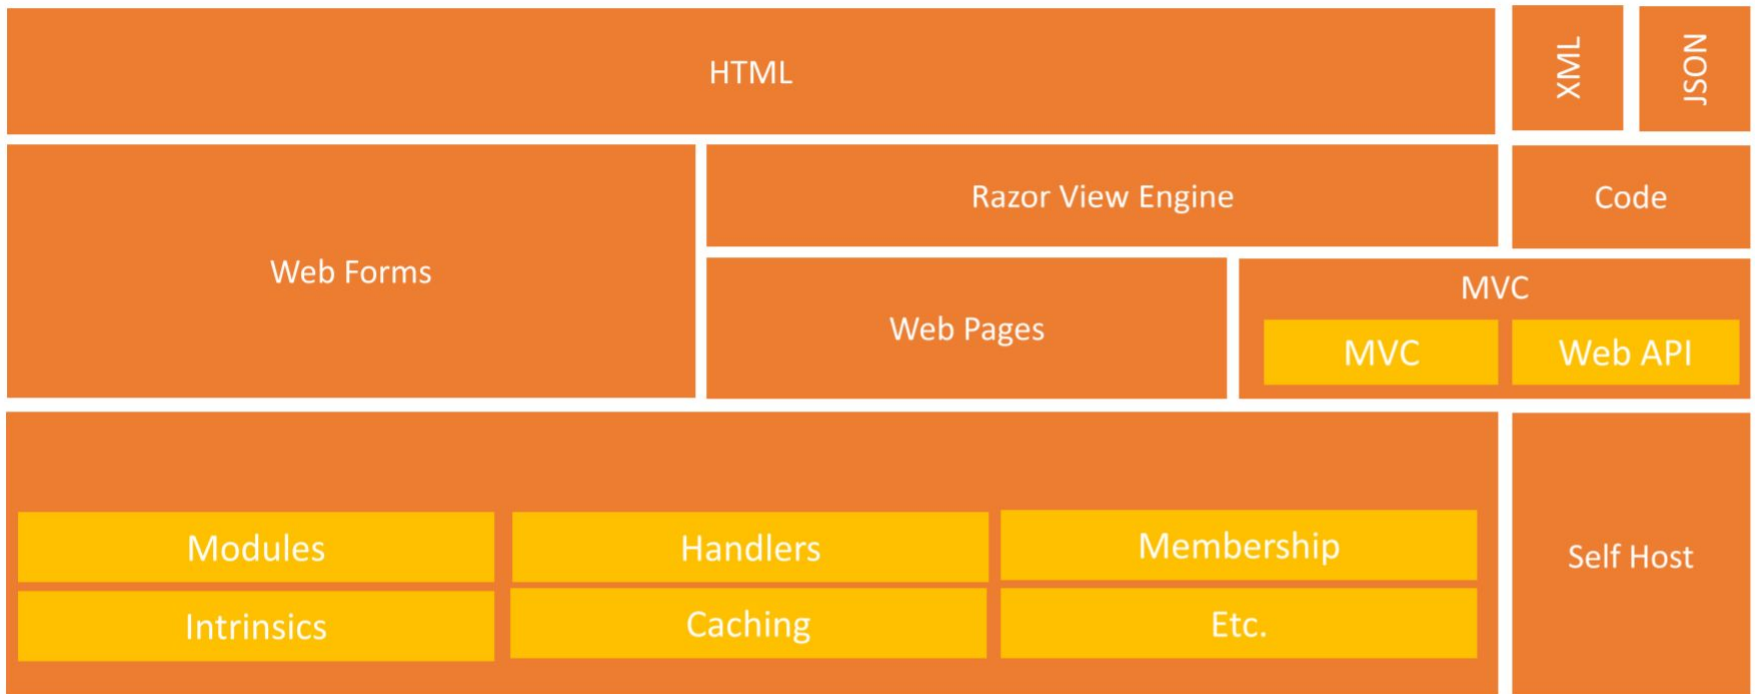 HTML
XML
JSON
Web Forms
Razor View Engine
Code
Web Pages
MVC
MVC
Web API
Modules
Handlers
Membership
Self Host
Intrinsics
Caching
Etc.